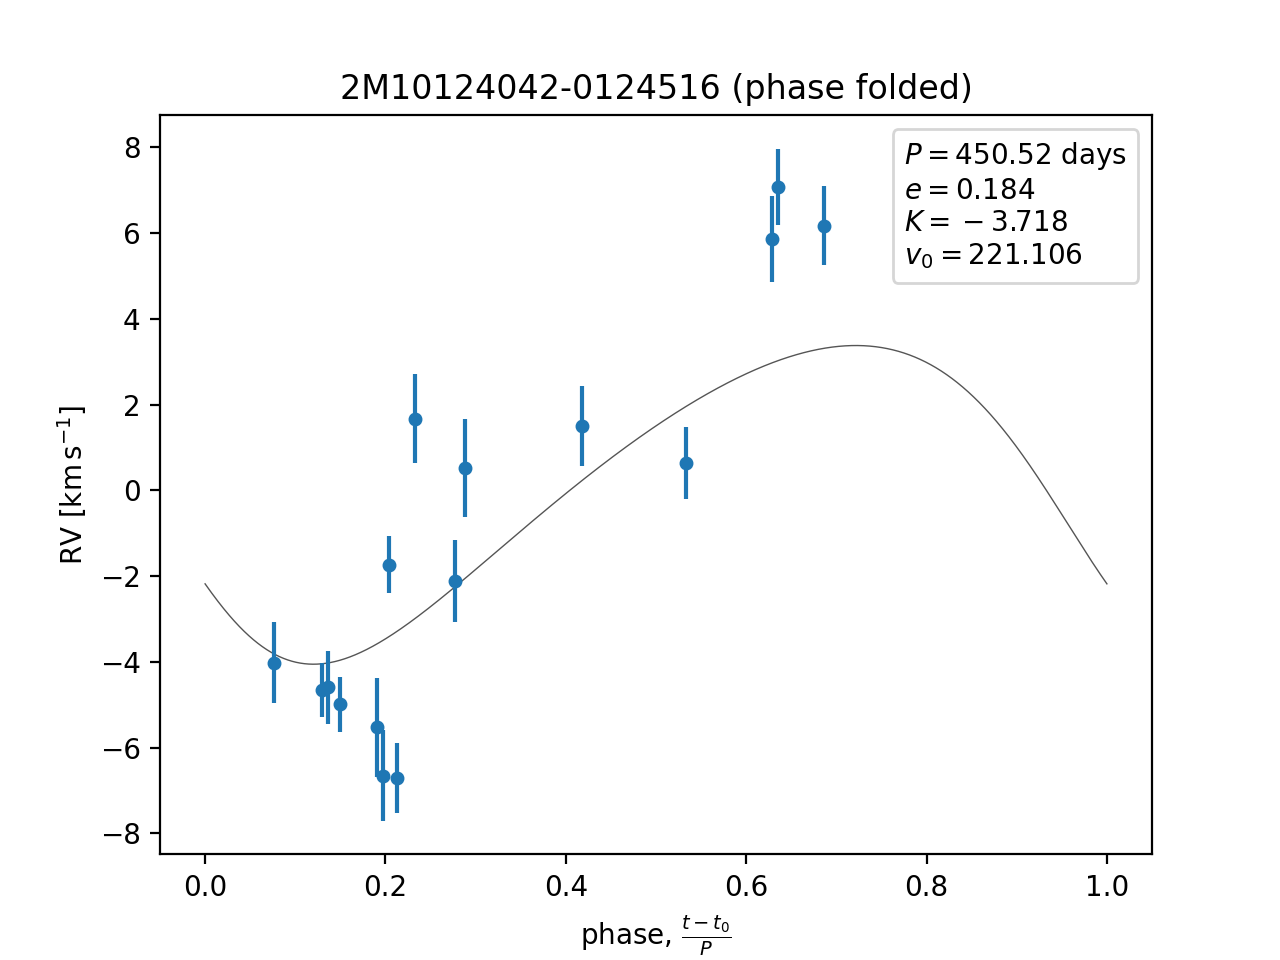 2M10124042-0124516 (phase folded)
P = 450.52 days
e = 0.184
K = −3.718
v₀ = 221.106
8
6
4
2
0
−2
−4
−6
−8
RV [km s⁻¹]
0.0 0.2 0.4 0.6 0.8 1.0
phase, (t − t₀)/P